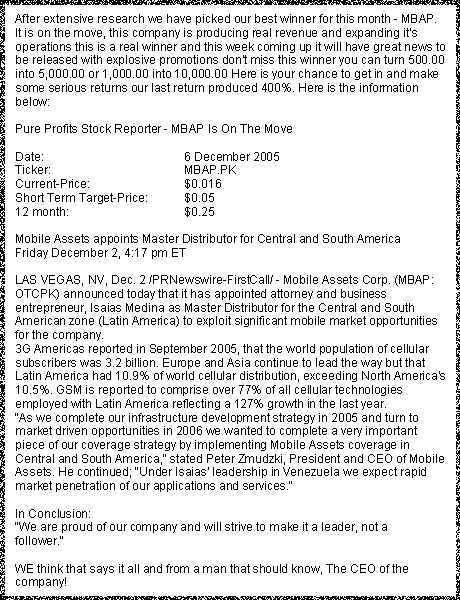 After extensive research we have picked our best winner for this month - MBAP.
It is on the move, this company is producing real revenue and expanding it's
operations this is a real winner and this week coming up it will have great news to
be released with explosive promotions don't miss this winner you can turn 500.00
into 5,000.00 or 1,000.00 into 10,000.00 Here is your chance to get in and make
some serious returns our last return produced 400%. Here is the information
below:

Pure Profits Stock Reporter - MBAP Is On The Move

Date: 6 December 2005
Ticker: MBAP.PK
Current-Price: $0.016
Short Term Target-Price: $0.05
12 month: $0.25

Mobile Assets appoints Master Distributor for Central and South America
Friday December 2, 4:17 pm ET

LAS VEGAS, NV, Dec. 2 /PRNewswire-FirstCall/ - Mobile Assets Corp. (MBAP:
OTCPK) announced today that it has appointed attorney and business
entrepreneur, Isaias Medina as Master Distributor for the Central and South
American zone (Latin America) to exploit significant mobile market opportunities
for the company.
3G Americas reported in September 2005, that the world population of cellular
subscribers was 3.2 billion. Europe and Asia continue to lead the way but that
Latin America had 10.9% of world cellular distribution, exceeding North America's
10.5%. GSM is reported to comprise over 77% of all cellular technologies
employed with Latin America reflecting a 127% growth in the last year.
"As we complete our infrastructure development strategy in 2005 and turn to
market driven opportunities in 2006 we wanted to complete a very important
piece of our coverage strategy by implementing Mobile Assets coverage in
Central and South America," stated Peter Zmudzki, President and CEO of Mobile
Assets. He continued; "Under Isaias' leadership in Venezuela we expect rapid
market penetration of our applications and services."

In Conclusion:
"We are proud of our company and will strive to make it a leader, not a
follower."

WE think that says it all and from a man that should know, The CEO of the
company!